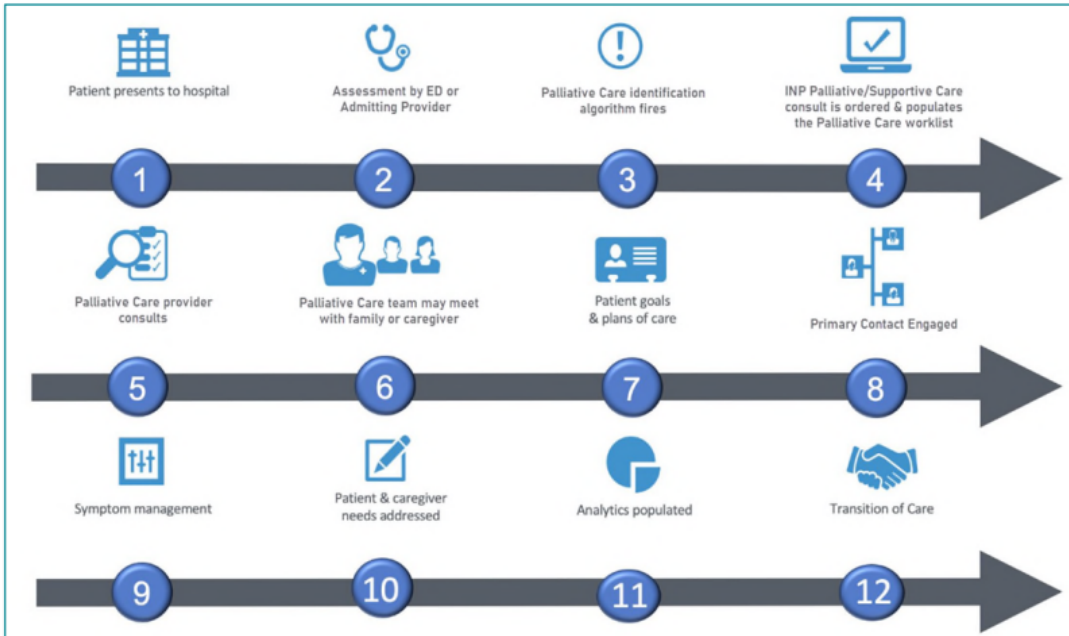 Patient presents to hospital
Assessment by ED or
Admitting Provider
Palliative Care identification
algorithm fires
INP Palliative/Supportive Care
consult is ordered & populates
the Palliative Care worklist
1
2
3
4
Palliative Care provider
consults
Palliative Care team may meet
with family or caregiver
Patient goals
& plans of care
Primary Contact Engaged
5
6
7
8
Symptom management
Patient & caregiver
needs addressed
Analytics populated
Transition of Care
9
10
11
12